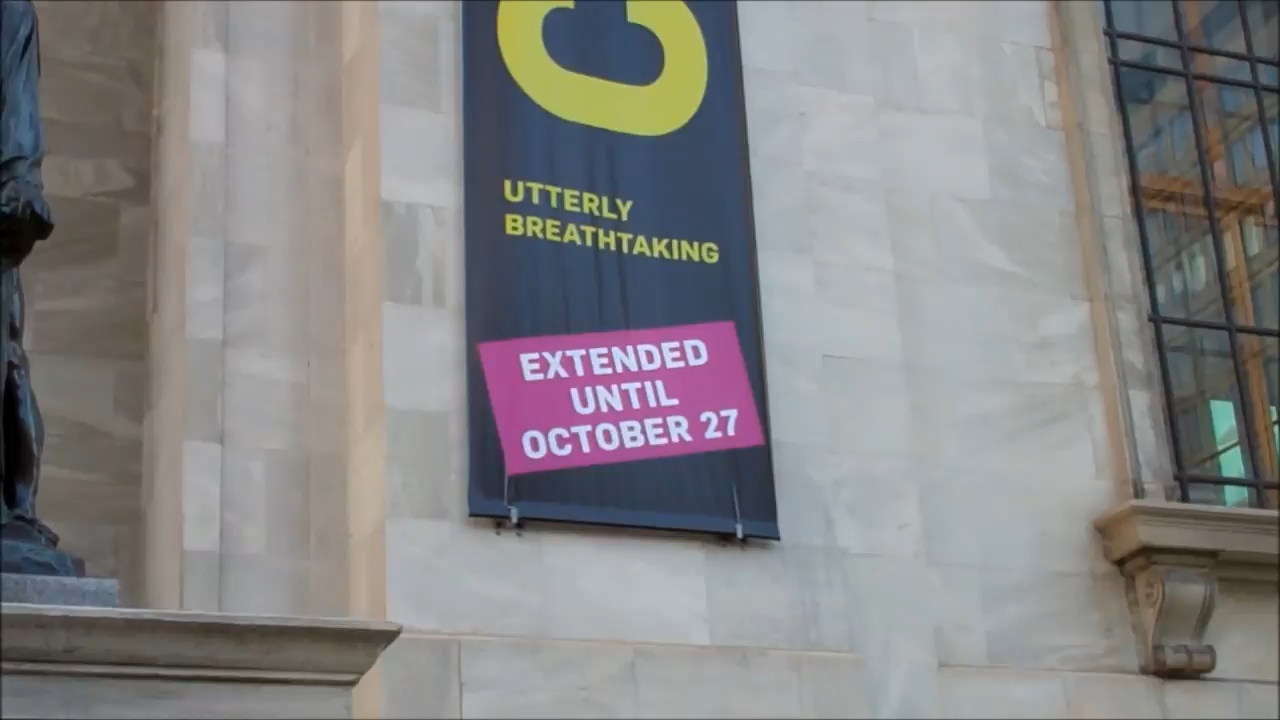 UTTERLY
BREATHTAKING
EXTENDED
UNTIL
OCTOBER 27